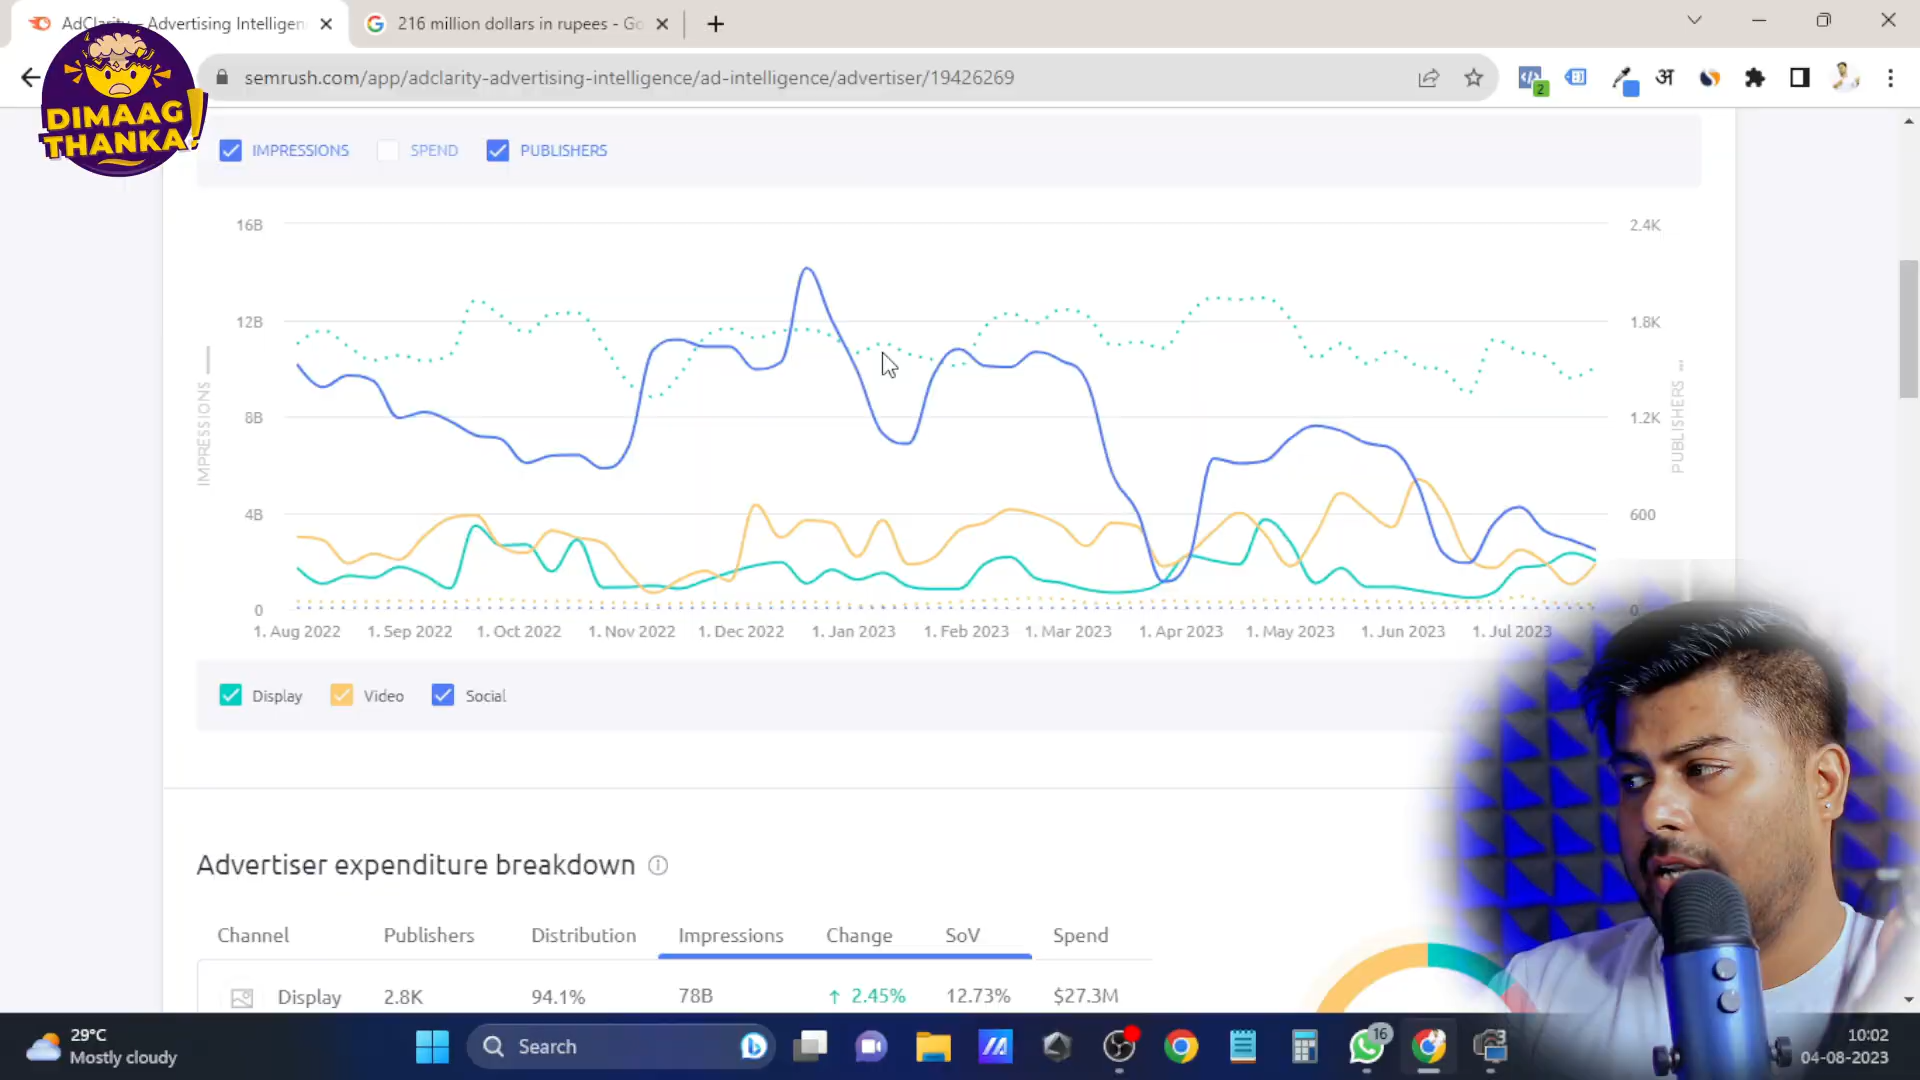 AdClarity – Advertising Intelligen
216 million dollars in rupees - Go
semrush.com/app/adclarity-advertising-intelligence/ad-intelligence/advertiser/19426269
अ
2
DIMAAG
THANKA!
IMPRESSIONS SPEND PUBLISHERS
16B 2.4K
12B 1.8K
8B 1.2K
4B 600
0 0
IMPRESSIONS
PUBLISHERS
1. Aug 2022 1. Sep 2022 1. Oct 2022 1. Nov 2022 1. Dec 2022 1. Jan 2023 1. Feb 2023 1. Mar 2023 1. Apr 2023 1. May 2023 1. Jun 2023 1. Jul 2023
Display Video Social
Advertiser expenditure breakdown
Channel Publishers Distribution Impressions Change SoV Spend
Display 2.8K 94.1% 78B ↑ 2.45% 12.73% $27.3M
29°C
Mostly cloudy
Search
16
10:02
04-08-2023